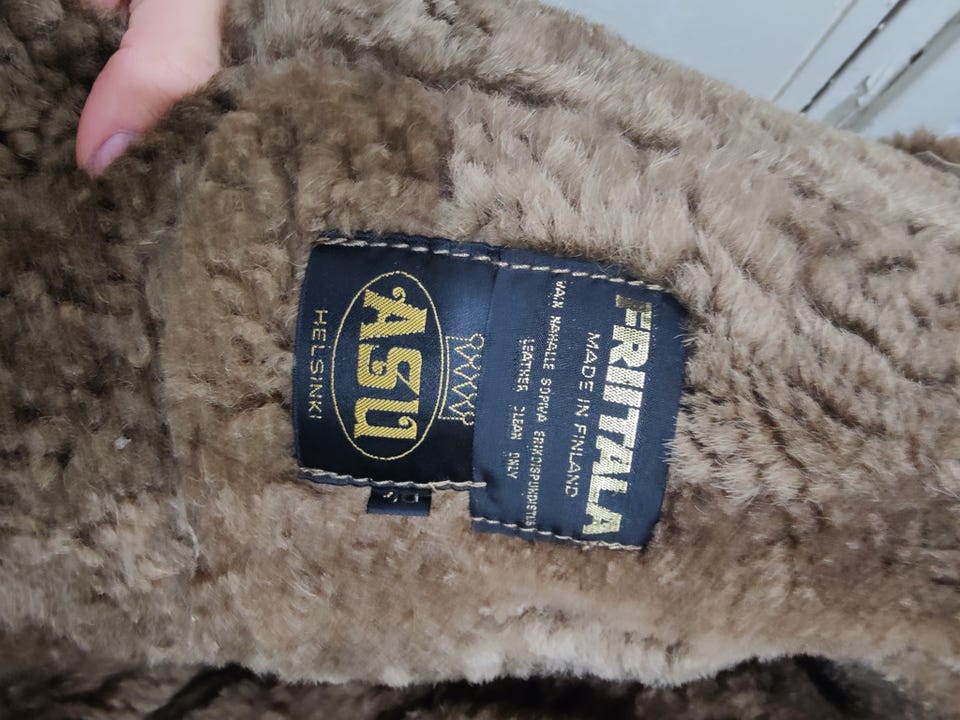 FRIITALA
MADE IN FINLAND
VAIN NAHALLE SOPIVA ERIKOISPUHDISTUS
LEATHER CLEAN ONLY
ASU
HELSINKI